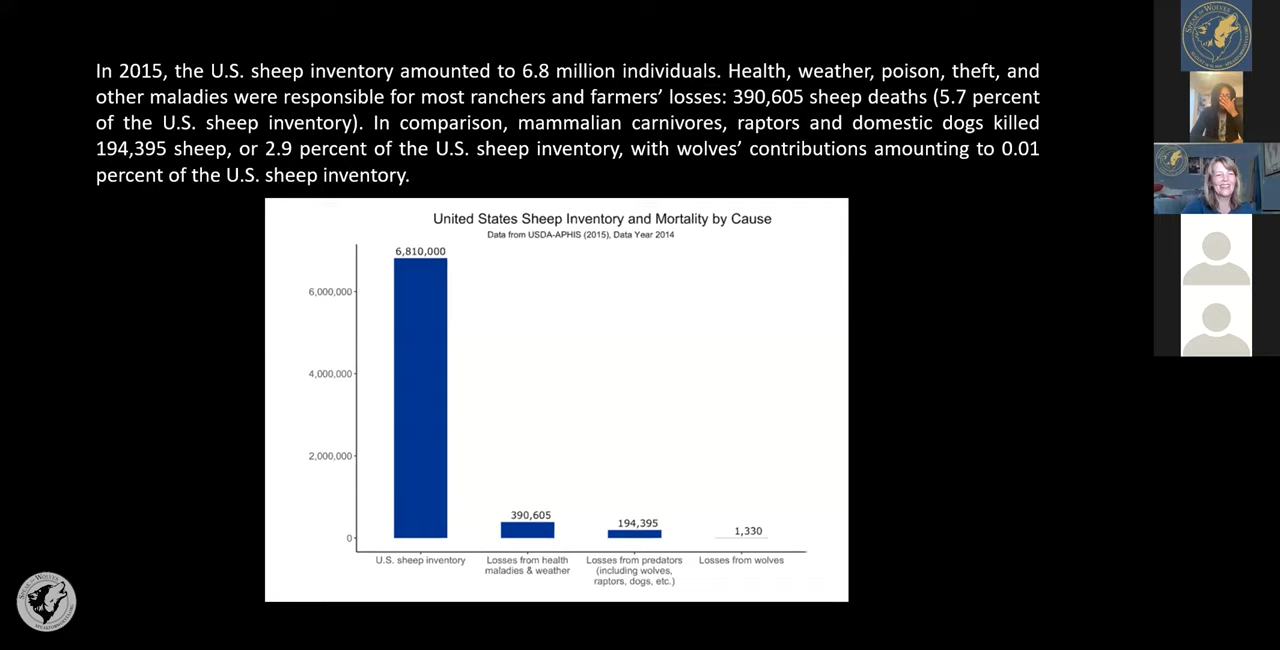 In 2015, the U.S. sheep inventory amounted to 6.8 million individuals. Health, weather, poison, theft, and
other maladies were responsible for most ranchers and farmers' losses: 390,605 sheep deaths (5.7 percent
of the U.S. sheep inventory). In comparison, mammalian carnivores, raptors and domestic dogs killed
194,395 sheep, or 2.9 percent of the U.S. sheep inventory, with wolves' contributions amounting to 0.01
percent of the U.S. sheep inventory.
United States Sheep Inventory and Mortality by Cause
Data from USDA-APHIS (2015), Data Year 2014
6,810,000
6,000,000
4,000,000
2,000,000
0
390,605
194,395
1,330
U.S. sheep inventory
Losses from health
maladies & weather
Losses from predators
(including wolves,
raptors, dogs, etc.)
Losses from wolves